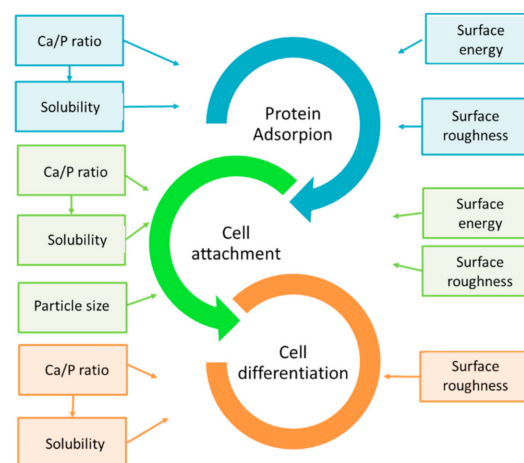 Ca/P ratio
Solubility
Surface
energy
Surface
roughness
Protein
Adsorpion
Ca/P ratio
Solubility
Particle size
Surface
energy
Surface
roughness
Cell
attachment
Ca/P ratio
Solubility
Surface
roughness
Cell
differentiation